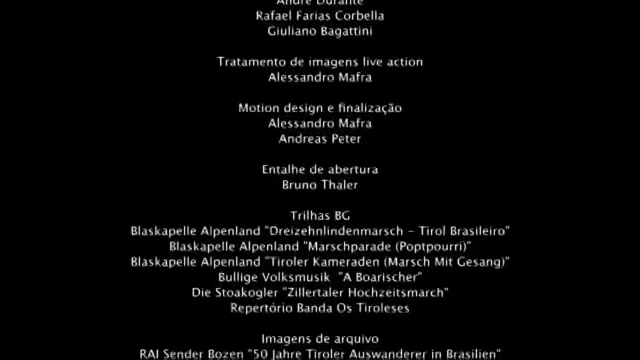 André Durante
Rafael Farias Corbella
Giuliano Bagattini
Tratamento de imagens live action
Alessandro Mafra
Motion design e finalização
Alessandro Mafra
Andreas Peter
Entalhe de abertura
Bruno Thaler
Trilhas BG
Blaskapelle Alpenland "Dreizehnlindenmarsch - Tirol Brasileiro"
Blaskapelle Alpenland "Marschparade (Poptpourri)"
Blaskapelle Alpenland "Tiroler Kameraden (Marsch Mit Gesang)"
Bullige Volksmusik "A Boarischer"
Die Stoakogler "Zillertaler Hochzeitsmarch"
Repertório Banda Os Tiroleses
Imagens de arquivo
RAI Sender Bozen "50 Jahre Tiroler Auswanderer in Brasilien"